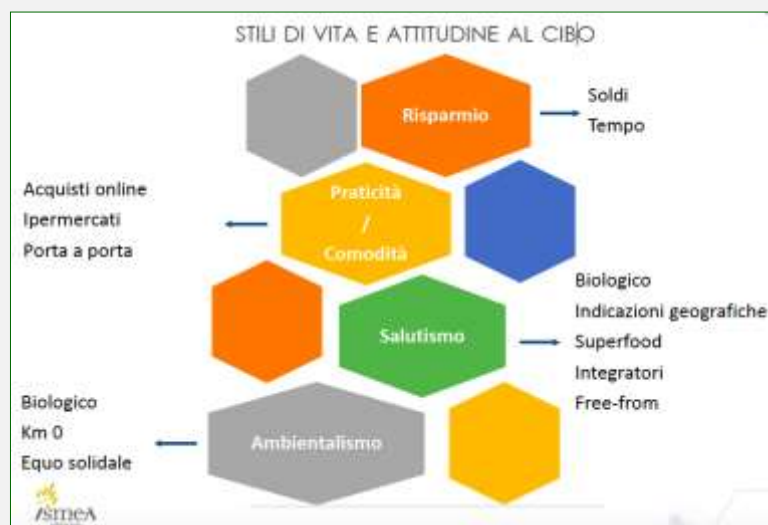 STILI DI VITA E ATTITUDINE AL CIBO
Risparmio
Soldi
Tempo
Acquisti online
Ipermercati
Porta a porta
Praticità
/
Comodità
Salutismo
Biologico
Indicazioni geografiche
Superfood
Integratori
Free-from
Biologico
Km 0
Equo solidale
Ambientalismo
Ismea